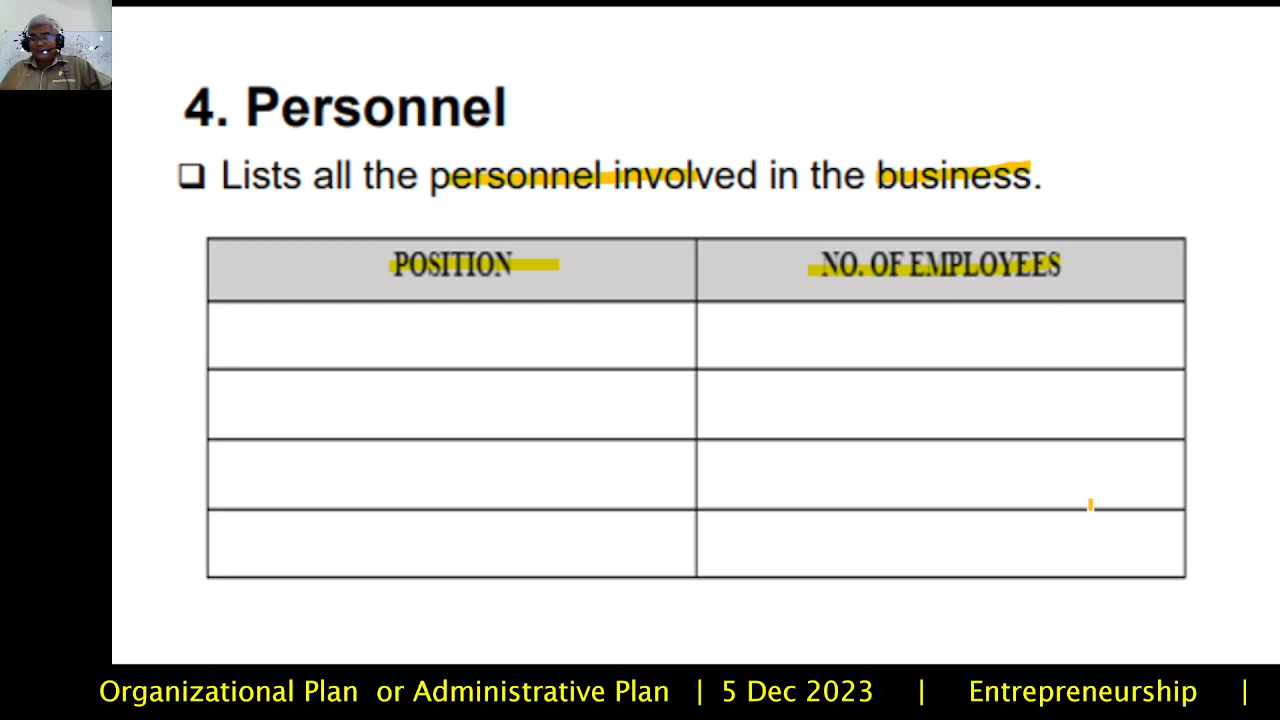 4. Personnel
❑ Lists all the personnel involved in the business.
POSITION
NO. OF EMPLOYEES
Organizational Plan or Administrative Plan | 5 Dec 2023 | Entrepreneurship |